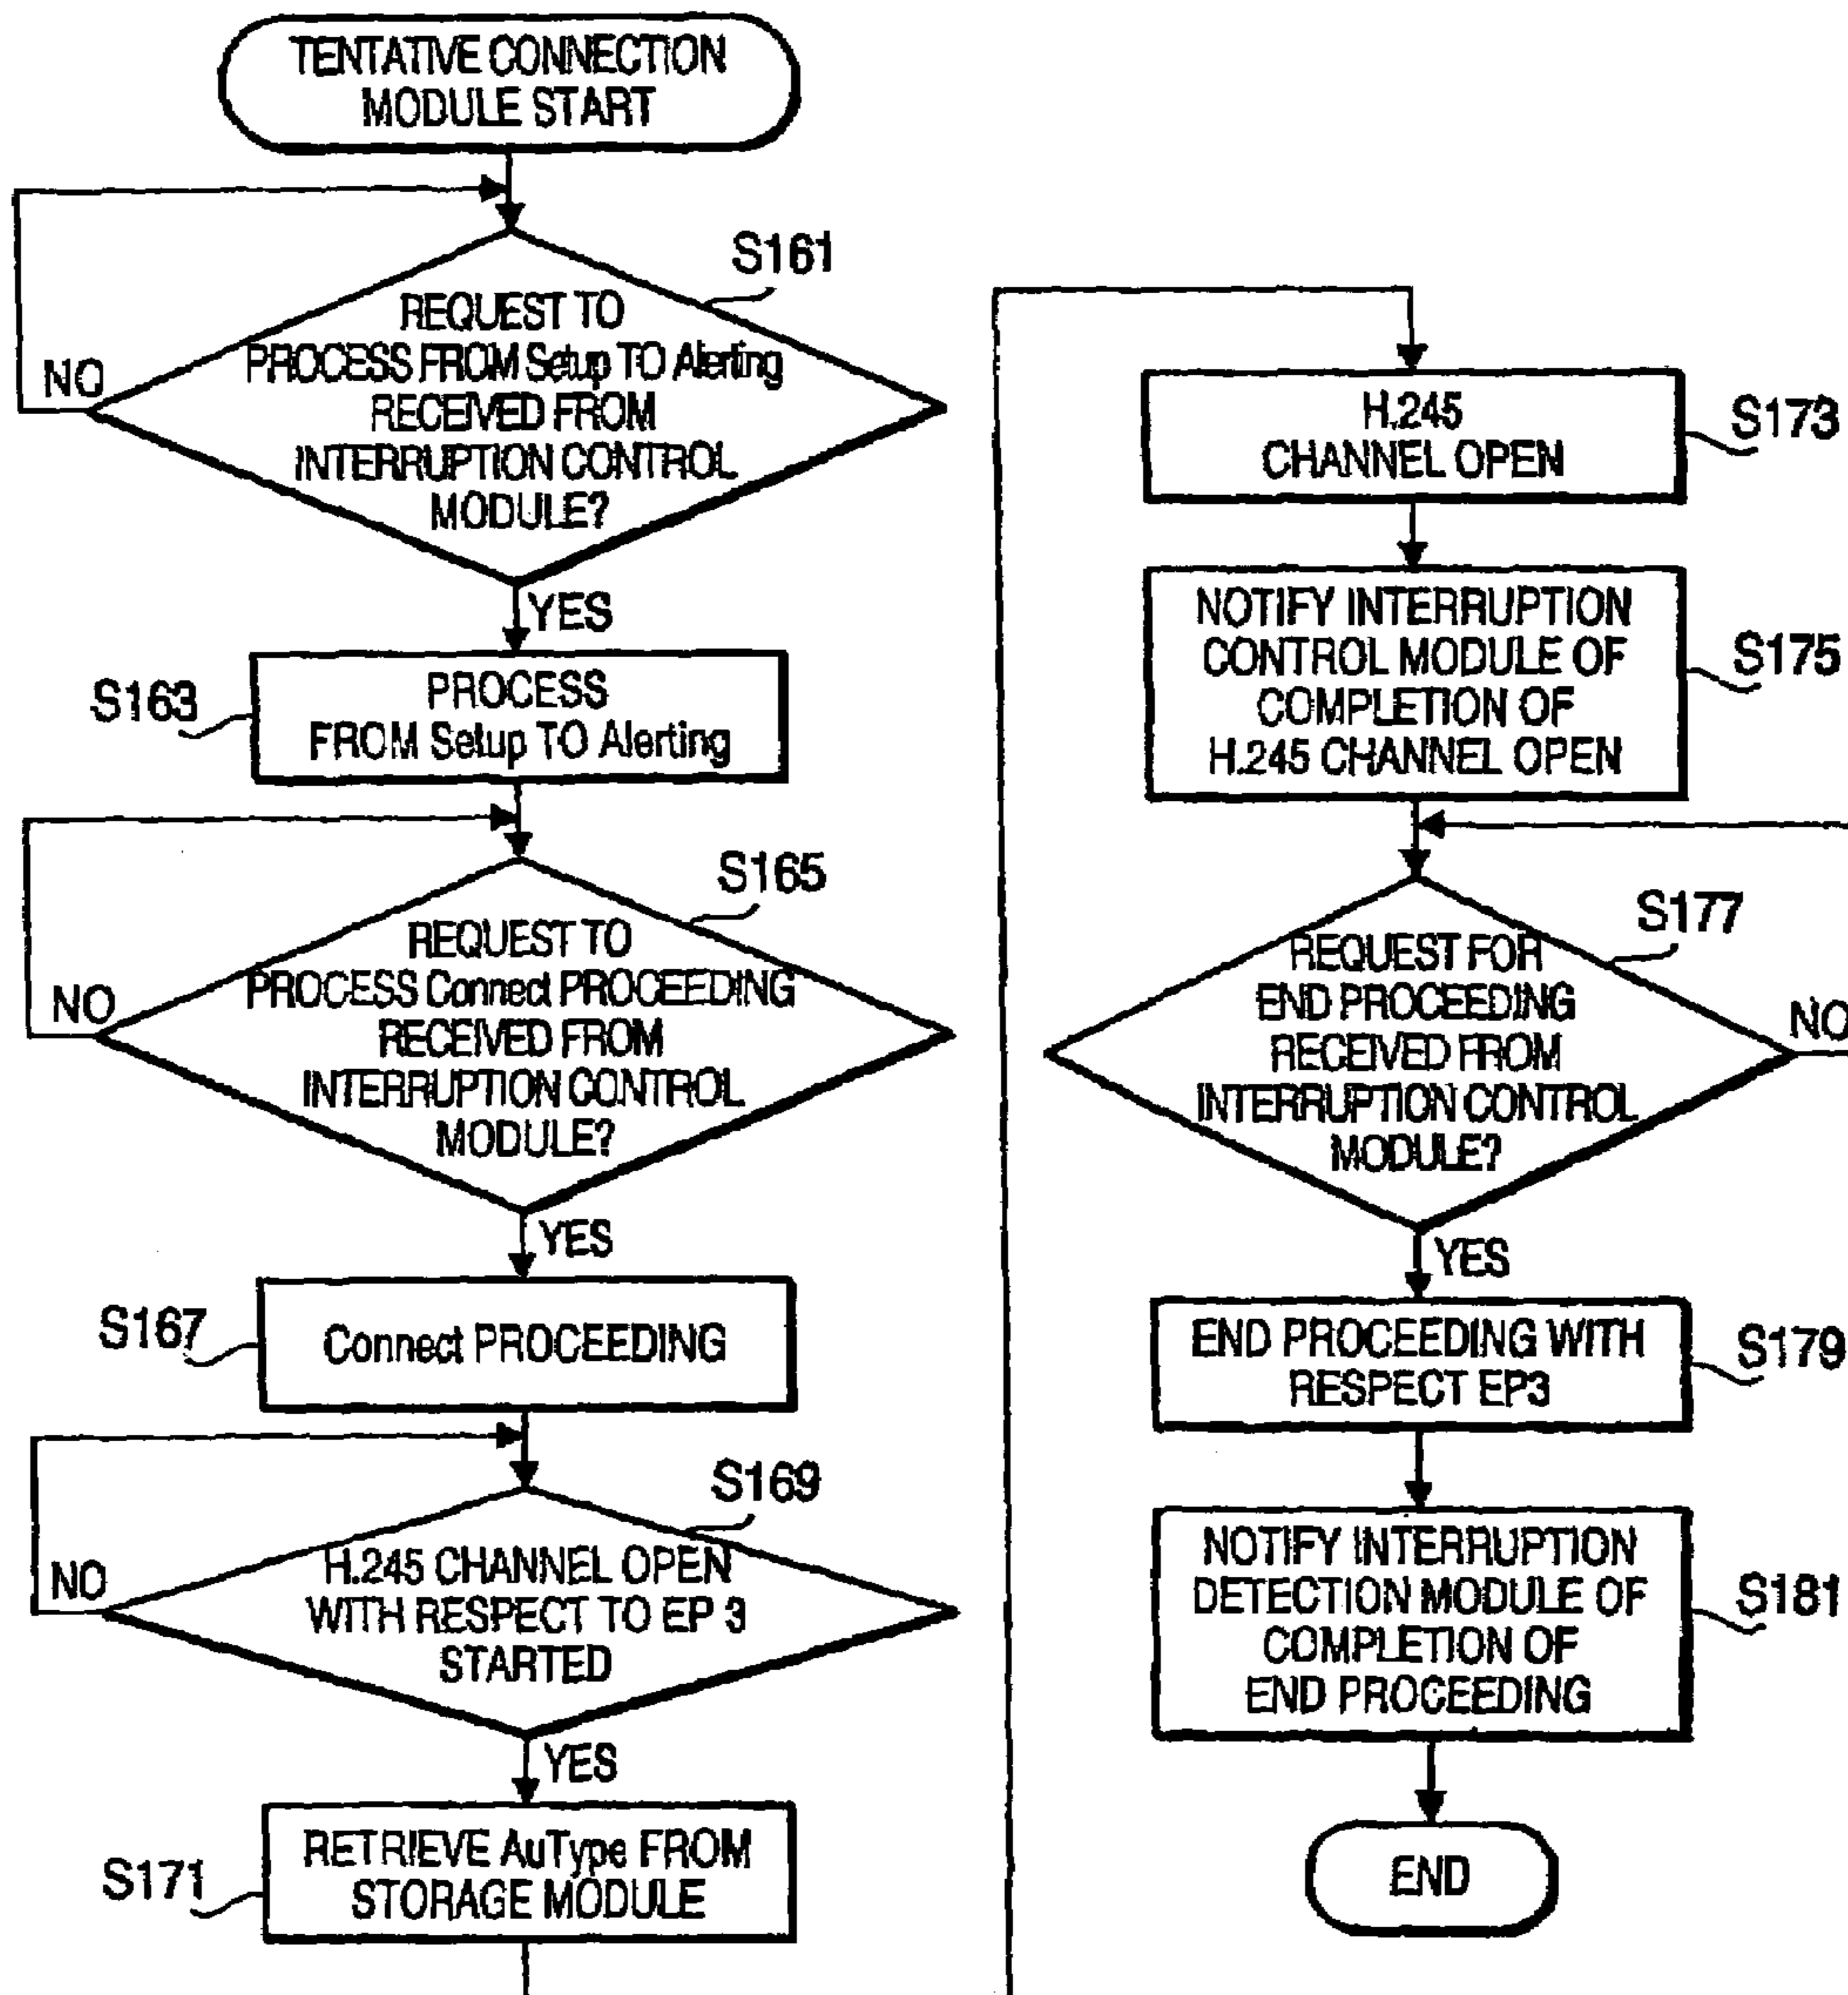 TENTATIVE CONNECTION
MODULE START
S161
REQUEST TO
PROCESS FROM Setup TO Alerting
RECEIVED FROM
INTERRUPTION CONTROL
MODULE?
NO
YES
S163
PROCESS
FROM Setup TO Alerting
S165
REQUEST TO
PROCESS Connect PROCEEDING
RECEIVED FROM
INTERRUPTION CONTROL
MODULE?
NO
YES
S167
Connect PROCEEDING
S169
H.245 CHANNEL OPEN
WITH RESPECT TO EP 3
STARTED
NO
YES
S171
RETRIEVE AuType FROM
STORAGE MODULE
H.245
CHANNEL OPEN
S173
NOTIFY INTERRUPTION
CONTROL MODULE OF
COMPLETION OF
H.245 CHANNEL OPEN
S175
S177
REQUEST FOR
END PROCEEDING
RECEIVED FROM
INTERRUPTION CONTROL
MODULE?
NO
YES
END PROCEEDING WITH
RESPECT EP3
S179
NOTIFY INTERRUPTION
DETECTION MODULE OF
COMPLETION OF
END PROCEEDING
S181
END